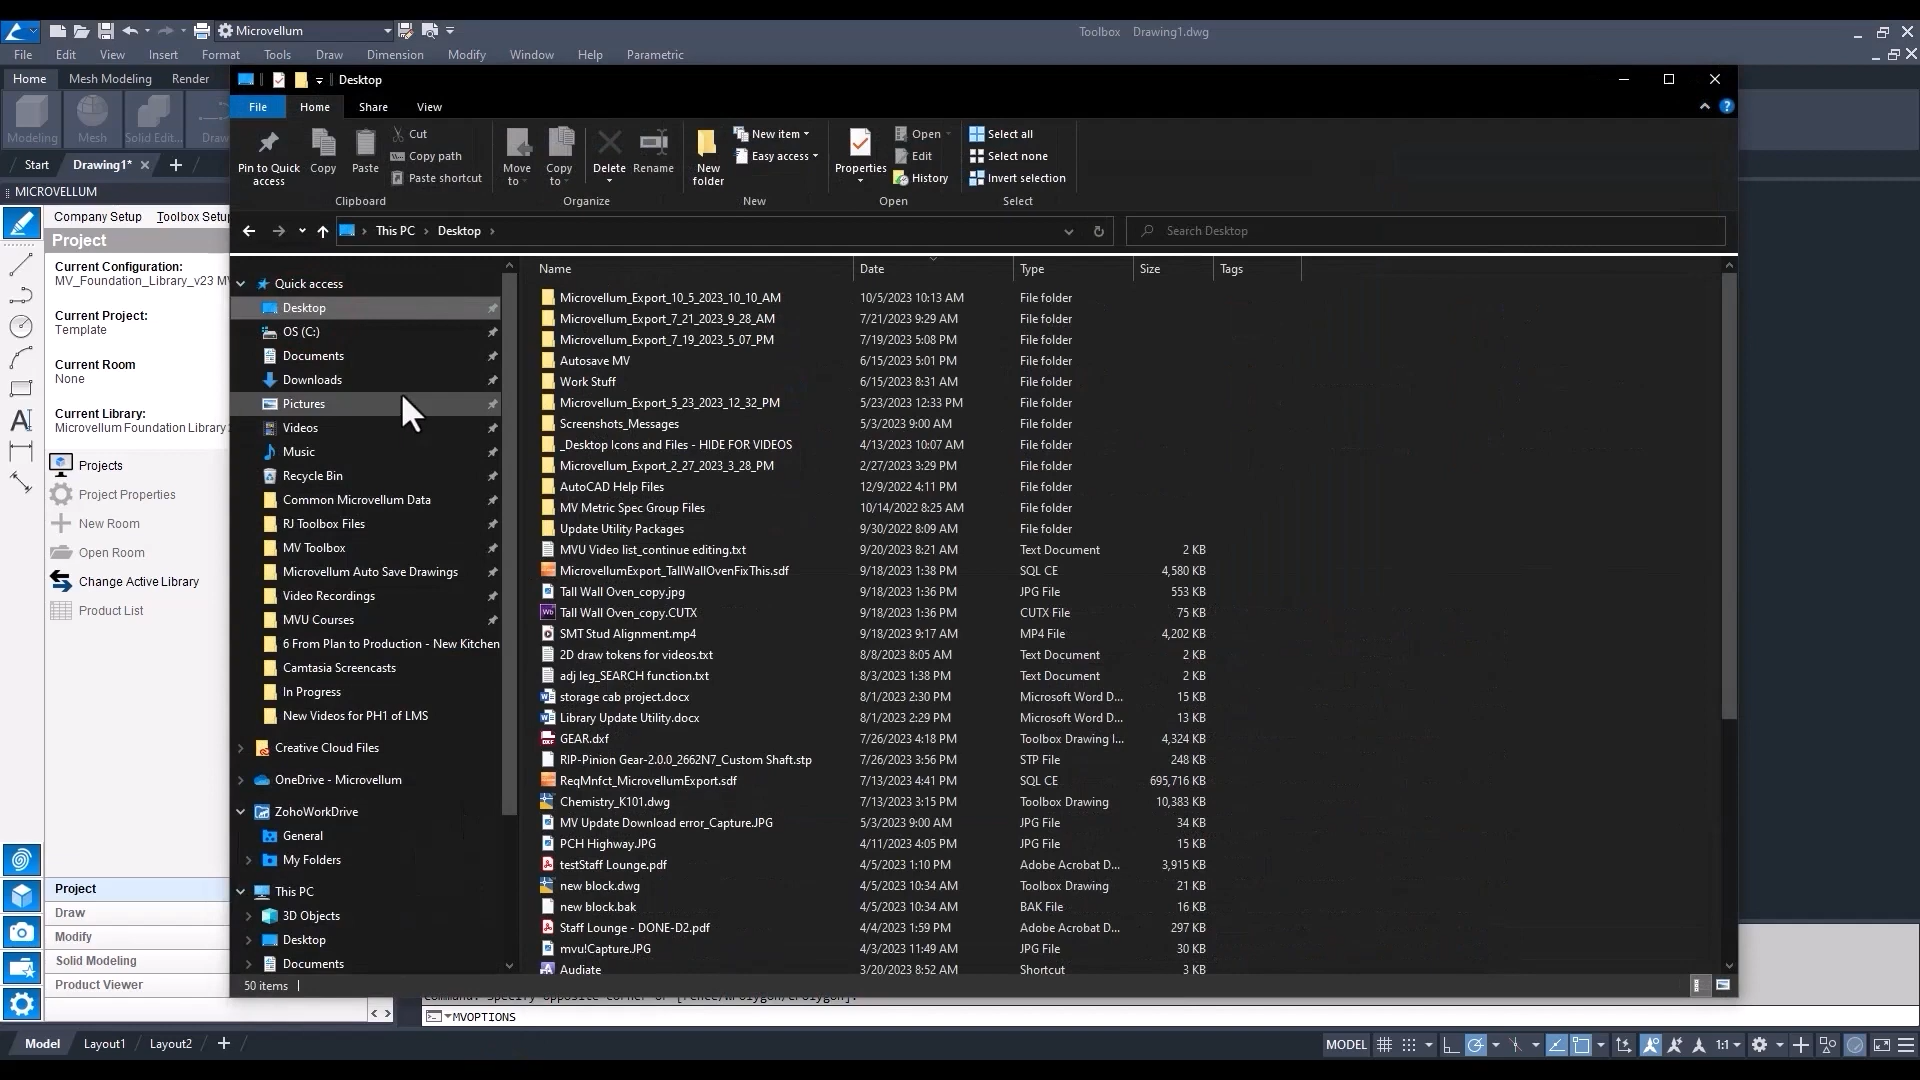 Microvellum
Toolbox Drawing1.dwg
File Edit View Insert Format Tools Draw Dimension Modify Window Help Parametric
Home Mesh Modeling Render
Modeling Mesh Solid Edit... Draw
Start Drawing1* +
MICROVELLUM
Company Setup Toolbox Setup
Project
Current Configuration:
MV_Foundation_Library_v23 M
Current Project:
Template
Current Room
None
Current Library:
Microvellum Foundation Library
Projects
Project Properties
New Room
Open Room
Change Active Library
Product List
Project
Draw
Modify
Solid Modeling
Product Viewer
Desktop
File Home Share View
Pin to Quick access
Copy
Paste
Cut
Copy path
Paste shortcut
Clipboard
Move to
Copy to
Delete
Rename
Organize
New folder
New item
Easy access
New
Properties
Open
Edit
History
Open
Select all
Select none
Invert selection
Select
This PC > Desktop >
Search Desktop
Quick access
Desktop
OS (C:)
Documents
Downloads
Pictures
Videos
Music
Recycle Bin
Common Microvellum Data
RJ Toolbox Files
MV Toolbox
Microvellum Auto Save Drawings
Video Recordings
MVU Courses
6 From Plan to Production - New Kitchen
Camtasia Screencasts
In Progress
New Videos for PH1 of LMS
Creative Cloud Files
OneDrive - Microvellum
ZohoWorkDrive
General
My Folders
This PC
3D Objects
Desktop
Documents
Name Date Type Size Tags
Microvellum_Export_10_5_2023_10_10_AM 10/5/2023 10:13 AM File folder
Microvellum_Export_7_21_2023_9_28_AM 7/21/2023 9:29 AM File folder
Microvellum_Export_7_19_2023_5_07_PM 7/19/2023 5:08 PM File folder
Autosave MV 6/15/2023 5:01 PM File folder
Work Stuff 6/15/2023 8:31 AM File folder
Microvellum_Export_5_23_2023_12_32_PM 5/23/2023 12:33 PM File folder
Screenshots_Messages 5/3/2023 9:00 AM File folder
_Desktop Icons and Files - HIDE FOR VIDEOS 4/13/2023 10:07 AM File folder
Microvellum_Export_2_27_2023_3_28_PM 2/27/2023 3:29 PM File folder
AutoCAD Help Files 12/9/2022 4:11 PM File folder
MV Metric Spec Group Files 10/14/2022 8:25 AM File folder
Update Utility Packages 9/30/2022 8:09 AM File folder
MVU Video list_continue editing.txt 9/20/2023 8:21 AM Text Document 2 KB
MicrovellumExport_TallWallOvenFixThis.sdf 9/18/2023 1:38 PM SQL CE 4,580 KB
Tall Wall Oven_copy.jpg 9/18/2023 1:36 PM JPG File 553 KB
Tall Wall Oven_copy.CUTX 9/18/2023 1:36 PM CUTX File 75 KB
SMT Stud Alignment.mp4 9/18/2023 9:17 AM MP4 File 4,202 KB
2D draw tokens for videos.txt 8/8/2023 8:05 AM Text Document 2 KB
adj leg_SEARCH function.txt 8/3/2023 1:38 PM Text Document 2 KB
storage cab project.docx 8/1/2023 2:30 PM Microsoft Word D... 15 KB
Library Update Utility.docx 8/1/2023 2:29 PM Microsoft Word D... 13 KB
GEAR.dxf 7/26/2023 4:18 PM Toolbox Drawing I... 4,324 KB
RIP-Pinion Gear-2.0.0_2662N7_Custom Shaft.stp 7/26/2023 3:56 PM STP File 248 KB
ReqMnfct_MicrovellumExport.sdf 7/13/2023 4:41 PM SQL CE 695,716 KB
Chemistry_K101.dwg 7/13/2023 3:15 PM Toolbox Drawing 10,383 KB
MV Update Download error_Capture.JPG 5/3/2023 9:00 AM JPG File 34 KB
PCH Highway.JPG 4/11/2023 4:05 PM JPG File 15 KB
testStaff Lounge.pdf 4/5/2023 1:10 PM Adobe Acrobat D... 3,915 KB
new block.dwg 4/5/2023 10:34 AM Toolbox Drawing 21 KB
new block.bak 4/5/2023 10:34 AM BAK File 16 KB
Staff Lounge - DONE-D2.pdf 4/4/2023 1:59 PM Adobe Acrobat D... 297 KB
mvu!Capture.JPG 4/3/2023 11:49 AM JPG File 30 KB
Audiate 3/20/2023 8:52 AM Shortcut 3 KB
50 items
MVOPTIONS
Model Layout1 Layout2 +
MODEL 1:1